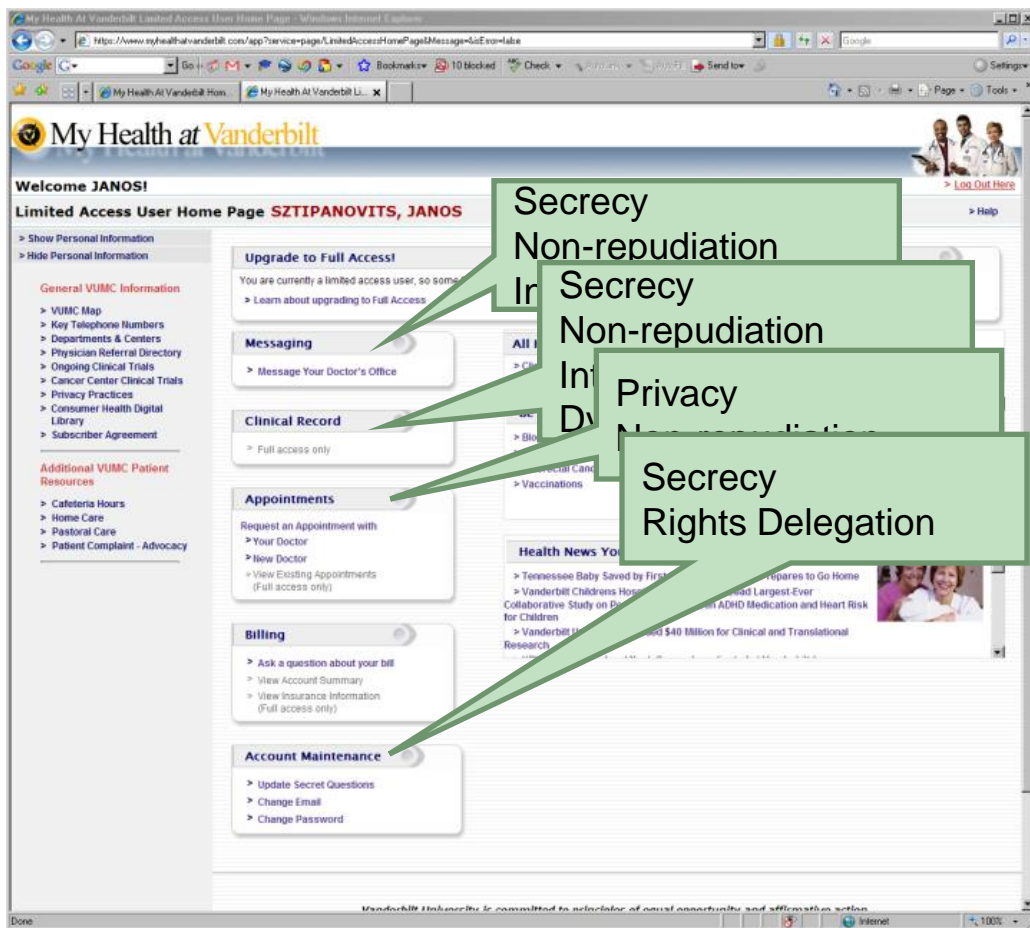 My Health At Vanderbilt Limited Access User Home Page - Windows Internet Explorer
https://www.myhealthatvanderbilt.com/app?service=page/LimitedAccessHomePage&Message=&isError=false
Google
Google
Go
Bookmarks
10 blocked
Check
Send to
Settings
My Health At Vanderbilt Hom...
My Health At Vanderbilt Li...
Page
Tools
My Health at Vanderbilt
Welcome JANOS!
> Log Out Here
Limited Access User Home Page SZTIPANOVITS, JANOS
> Help
> Show Personal Information
> Hide Personal Information
General VUMC Information
> VUMC Map
> Key Telephone Numbers
> Departments & Centers
> Physician Referral Directory
> Ongoing Clinical Trials
> Cancer Center Clinical Trials
> Privacy Practices
> Consumer Health Digital
Library
> Subscriber Agreement
Additional VUMC Patient
Resources
> Cafeteria Hours
> Home Care
> Pastoral Care
> Patient Complaint - Advocacy
Upgrade to Full Access!
You are currently a limited access user, so some
> Learn about upgrading to Full Access
Messaging
> Message Your Doctor's Office
Clinical Record
> Full access only
Appointments
Request an Appointment with
> Your Doctor
> New Doctor
> View Existing Appointments
(Full access only)
Billing
> Ask a question about your bill
> View Account Summary
> View Insurance Information
(Full access only)
Account Maintenance
> Update Secret Questions
> Change Email
> Change Password
Secrecy
Non-repudiation
In
Secrecy
Non-repudiation
Int
Dy
Privacy
Non-repudiation
Secrecy
Rights Delegation
All
> Vaccinations
Health News You
> Tennessee Baby Saved by First
repares to Go Home
> Vanderbilt Childrens Hos
ead Largest-Ever
Collaborative Study on
n ADHD Medication and Heart Risk
for Children
> Vanderbilt
ed $40 Million for Clinical and Translational
Research
Vanderbilt University is committed to principles of equal opportunity and affirmative action
Done
Internet
100%